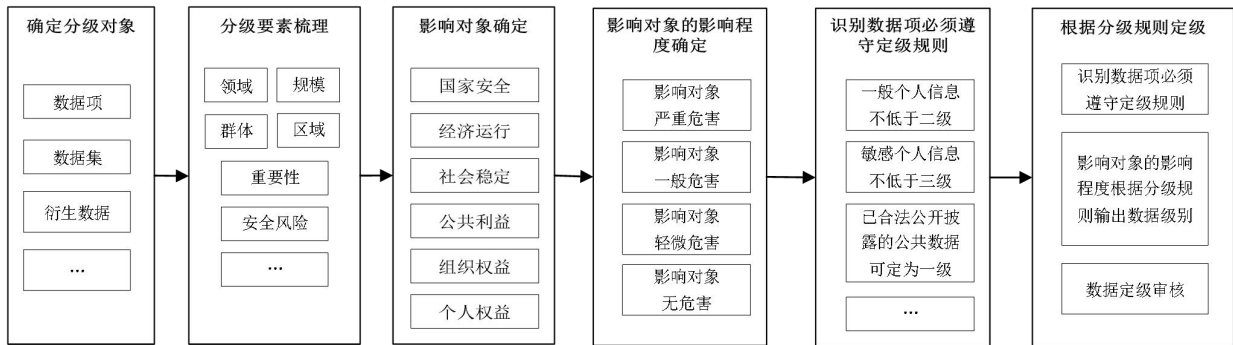 确定分级对象
数据项
数据集
衍生数据
…
分级要素梳理
领域
规模
群体
区域
重要性
安全风险
…
影响对象确定
国家安全
经济运行
社会稳定
公共利益
组织权益
个人权益
影响对象的影响程
度确定
影响对象
严重危害
影响对象
一般危害
影响对象
轻微危害
影响对象
无危害
识别数据项必须遵
守定级规则
一般个人信息
不低于二级
敏感个人信息
不低于三级
已合法公开披
露的公共数据
可定为一级
…
根据分级规则定级
识别数据项必须
遵守定级规则
影响对象的影响
程度根据分级规
则输出数据级别
数据定级审核